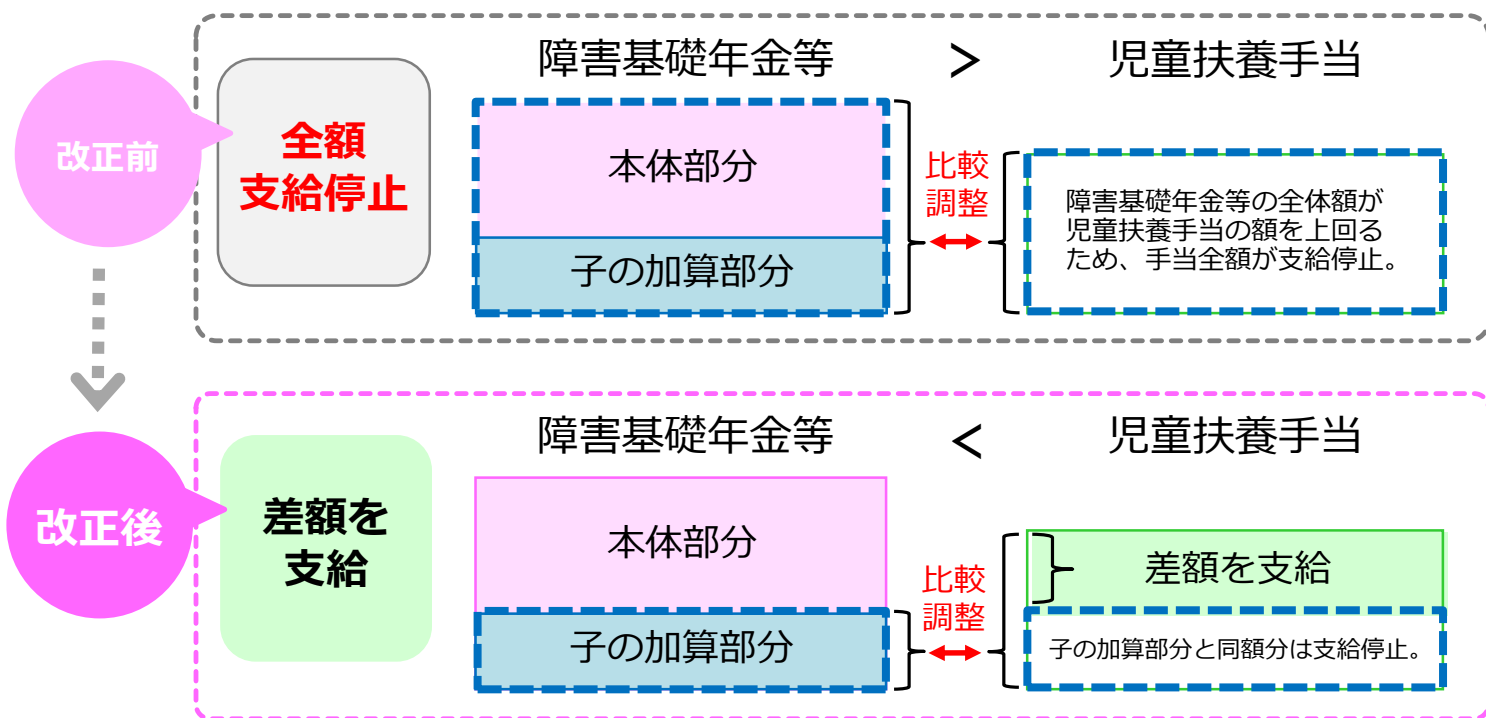 改正前
全額
支給停止
障害基礎年金等 > 児童扶養手当
本体部分
子の加算部分
比較
調整
障害基礎年金等の全体額が
児童扶養手当の額を上回る
ため、手当全額が支給停止。
改正後
差額を
支給
障害基礎年金等 < 児童扶養手当
本体部分
子の加算部分
比較
調整
差額を支給
子の加算部分と同額分は支給停止。